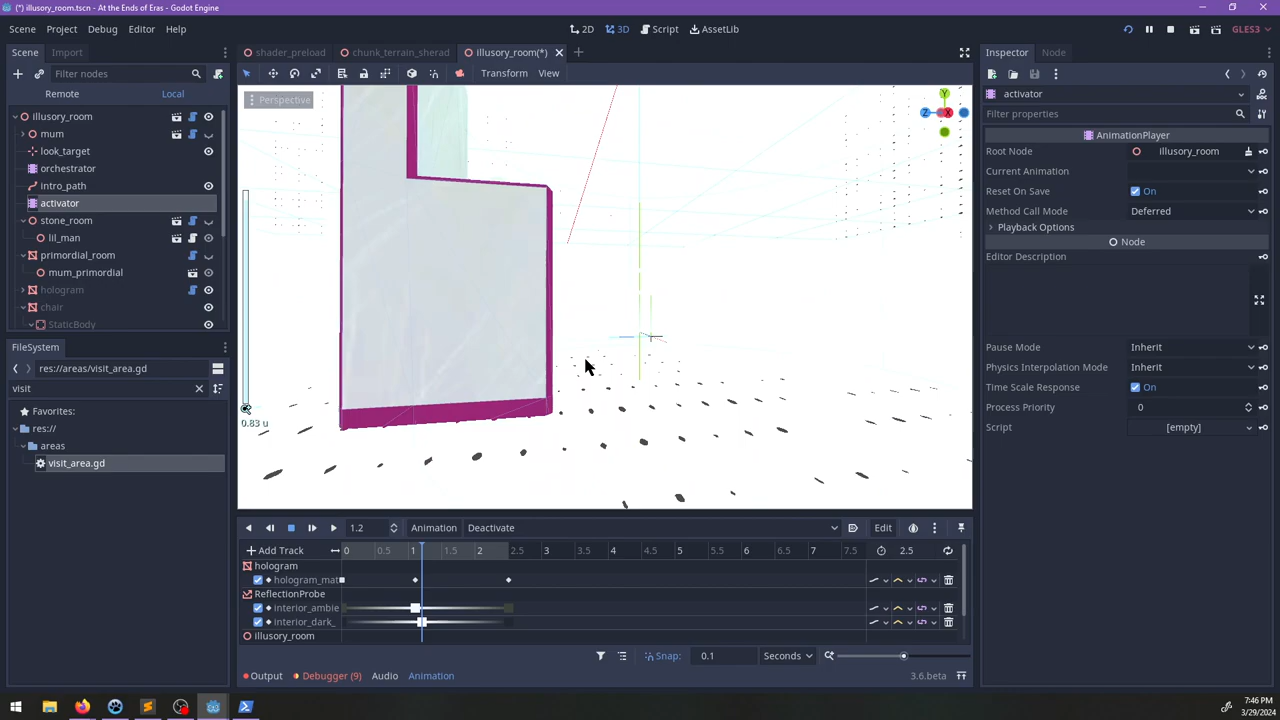 (*) illusory_room.tscn - At the Ends of Eras - Godot Engine
Scene Project Debug Editor Help
2D 3D Script AssetLib
GLES3
Scene Import
shader_preload chunk_terrain_sherad illusory_room(*)
Inspector Node
Filter nodes
Transform View
Remote Local
Perspective
activator
Filter properties
illusory_room
mum
look_target
orchestrator
intro_path
activator
stone_room
lil_man
primordial_room
mum_primordial
hologram
chair
StaticBody
Y
Z
X
0.83 u
AnimationPlayer
Root Node illusory_room
Current Animation
Reset On Save On
Method Call Mode Deferred
Playback Options
Node
Editor Description
Pause Mode Inherit
Physics Interpolation Mode Inherit
Time Scale Response On
Process Priority 0
Script [empty]
FileSystem
res://areas/visit_area.gd
visit
Favorites:
res://
areas
visit_area.gd
1.2 Animation Deactivate Edit
Add Track 0 0.5 1 1.5 2 2.5 3 3.5 4 4.5 5 5.5 6 6.5 7 7.5 2.5
hologram
hologram_mat
ReflectionProbe
interior_ambie
interior_dark_
illusory_room
Snap: 0.1 Seconds
Output Debugger (9) Audio Animation 3.6.beta
7:46 PM
3/29/2024